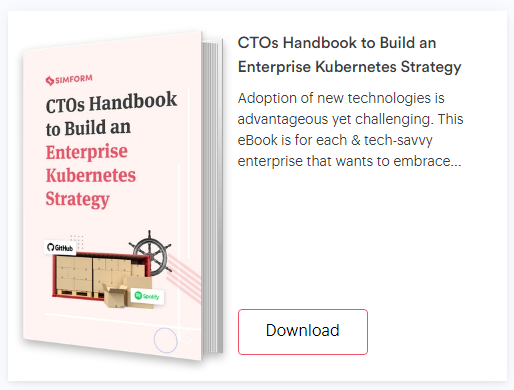 SIMFORM
CTOs Handbook
to Build an
Enterprise
Kubernetes
Strategy
GitHub
Spotify
CTOs Handbook to Build an
Enterprise Kubernetes Strategy
Adoption of new technologies is
advantageous yet challenging. This
eBook is for each & tech-savvy
enterprise that wants to embrace...
Download